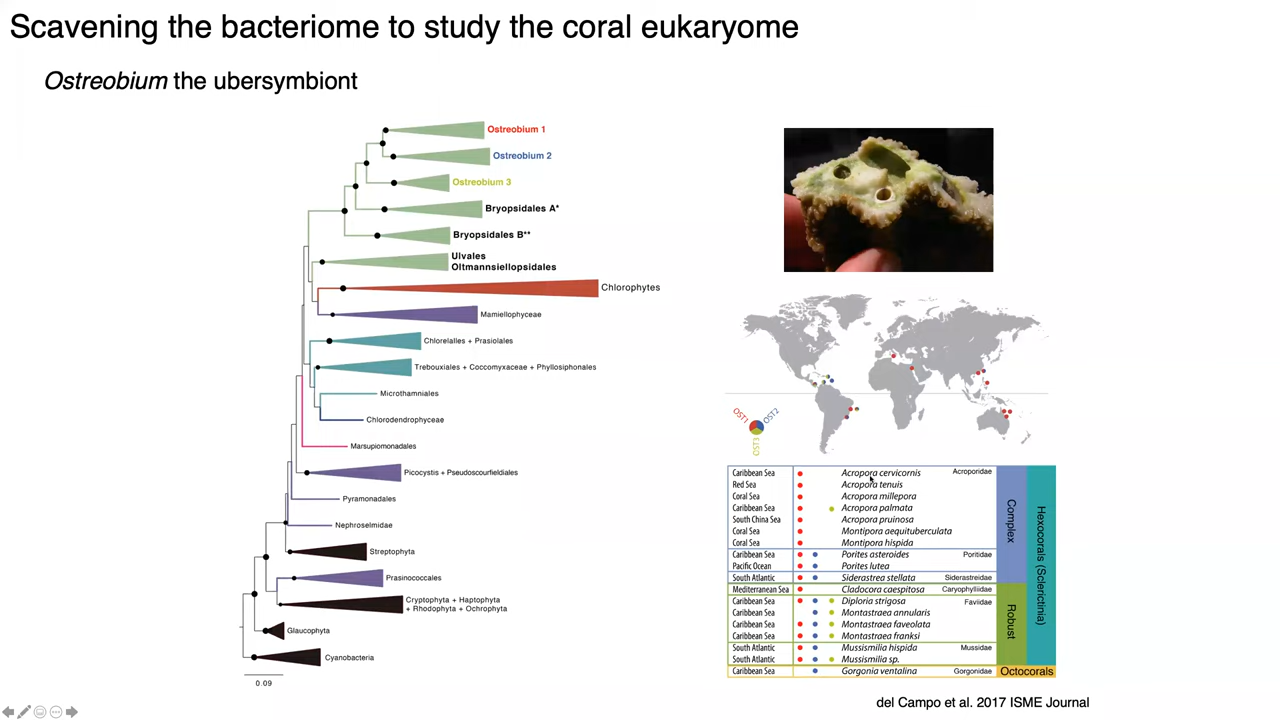 Scavening the bacteriome to study the coral eukaryome
Ostreobium the ubersymbiont
Ostreobium 1
Ostreobium 2
Ostreobium 3
Bryopsidales A*
Bryopsidales B**
Ulvales
Oltmannsiellopsidales
Chlorophytes
Mamiellophyceae
Chlorelalles + Prasiolales
Trebouxiales + Coccomyxaceae + Phyllosiphonales
Microthamniales
Chlorodendrophyceae
Marsupiomonadales
Picocystis + Pseudoscourfieldiales
Pyramonadales
Nephroselmidae
Streptophyta
Prasinococcales
Cryptophyta + Haptophyta
+ Rhodophyta + Ochrophyta
Glaucophyta
Cyanobacteria
0.09
OST1
OST2
OST3
Caribbean Sea Acropora cervicornis Acroporidae
Red Sea Acropora tenuis
Coral Sea Acropora millepora
Caribbean Sea Acropora palmata
South China Sea Acropora pruinosa
Coral Sea Montipora aequituberculata
Coral Sea Montipora hispida
Caribbean Sea Porites asteroides Poritidae
Pacific Ocean Porites lutea
South Atlantic Siderastrea stellata Siderastreidae
Mediterranean Sea Cladocora caespitosa Caryophylliidae
Caribbean Sea Diploria strigosa Faviidae
Caribbean Sea Montastraea annularis
Caribbean Sea Montastraea faveolata
Caribbean Sea Montastraea franksi
South Atlantic Mussismilia hispida Mussidae
South Atlantic Mussismilia sp.
Caribbean Sea Gorgonia ventalina Gorgonidae
Complex
Robust
Hexocorals (Sclerictinia)
Octocorals
del Campo et al. 2017 ISME Journal